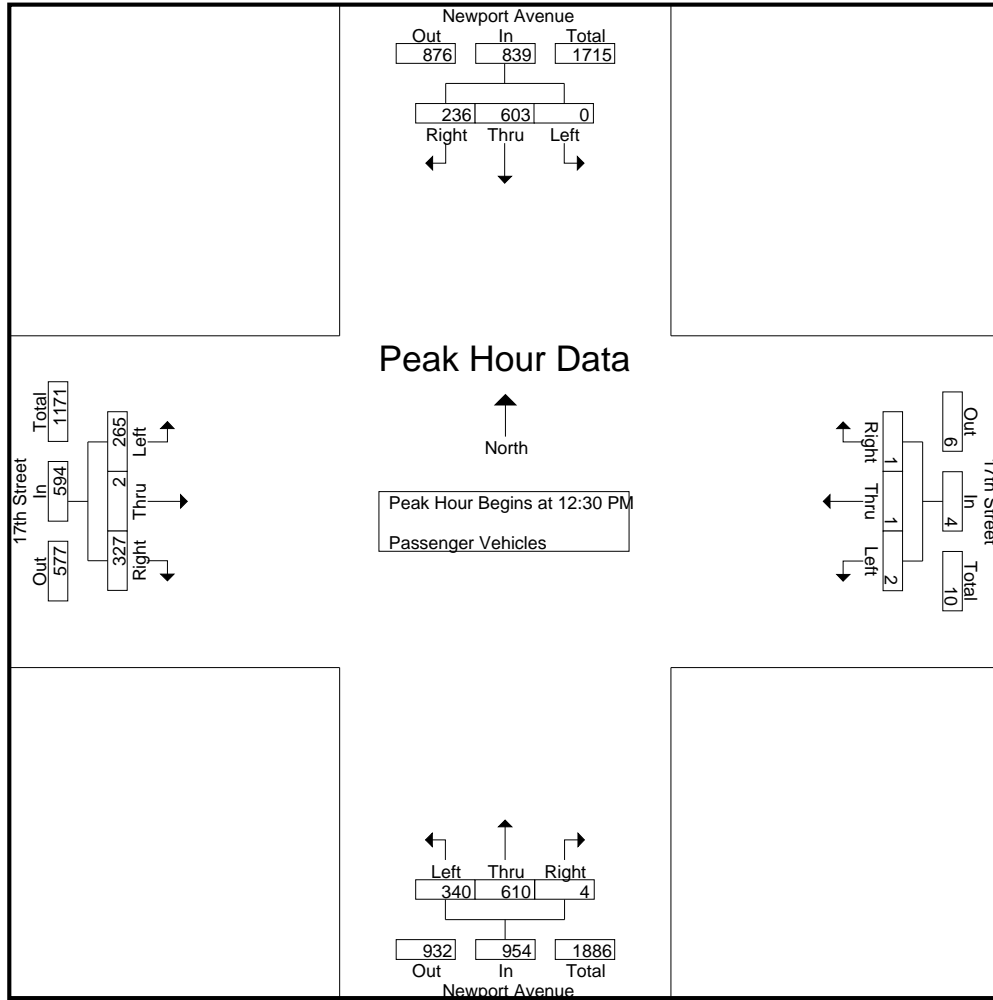 Newport Avenue
Out In Total
876 839 1715
236 603 0
Right Thru Left
Peak Hour Data
North
Peak Hour Begins at 12:30 PM
Passenger Vehicles
17th Street
Out In Total
577 594 1171
Left Thru Right
265 2 327
17th Street
Out In Total
6 4 10
Right Thru Left
1 1 2
Left Thru Right
340 610 4
932 954 1886
Out In Total
Newport Avenue